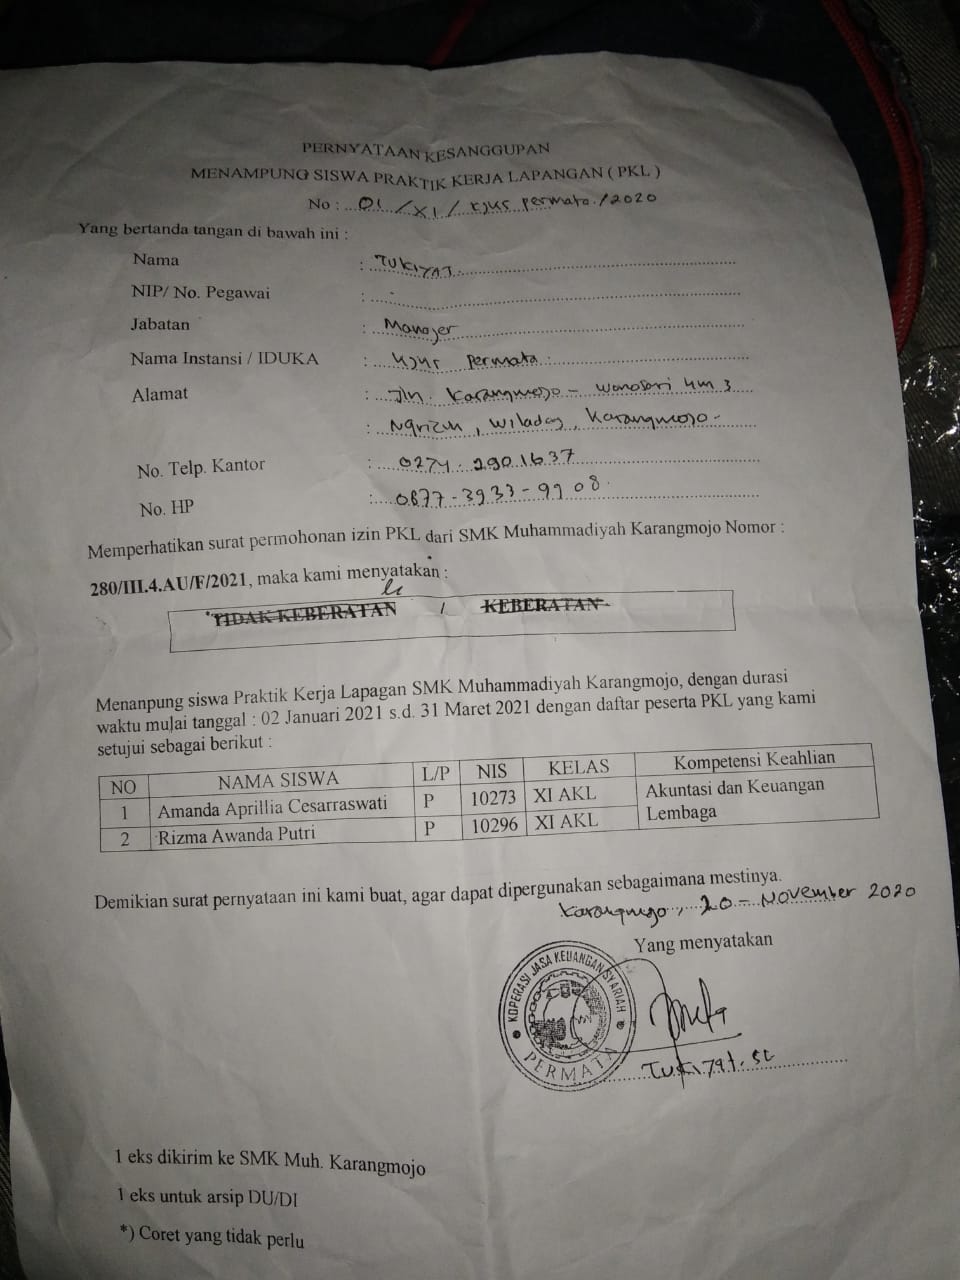 PERNYATAAN KESANGGUPAN
MENAMPUNG SISWA PRAKTIK KERJA LAPANGAN ( PKL )
No : 01 / XI / KJKS Permata / 2020
Yang bertanda tangan di bawah ini :
Nama : TUKIYAT
NIP/ No. Pegawai : -
Jabatan : Manajer
Nama Instansi / IDUKA : KJKS Permata
Alamat : Jln. Karangmojo - Wonosari Km 3
: Ngrizin, Wiladeg, Karangmojo -
No. Telp. Kantor : 0274. 2901637
No. HP : 0877-3933-9908
Memperhatikan surat permohonan izin PKL dari SMK Muhammadiyah Karangmojo Nomor :
280/III.4.AU/F/2021, maka kami menyatakan :
*TIDAK KEBERATAN / KEBERATAN
Menanpung siswa Praktik Kerja Lapagan SMK Muhammadiyah Karangmojo, dengan durasi
waktu mulai tanggal : 02 Januari 2021 s.d. 31 Maret 2021 dengan daftar peserta PKL yang kami
setujui sebagai berikut :
NO NAMA SISWA L/P NIS KELAS Kompetensi Keahlian
1 Amanda Aprillia Cesarraswati P 10273 XI AKL Akuntasi dan Keuangan
2 Rizma Awanda Putri P 10296 XI AKL Lembaga
Demikian surat pernyataan ini kami buat, agar dapat dipergunakan sebagaimana mestinya.
Karangmojo, 20 - November 2020
Yang menyatakan
KOPERASI JASA KEUANGAN SYARIAH
PERMATA
Tukiyat. SE
1 eks dikirim ke SMK Muh. Karangmojo
1 eks untuk arsip DU/DI
*) Coret yang tidak perlu